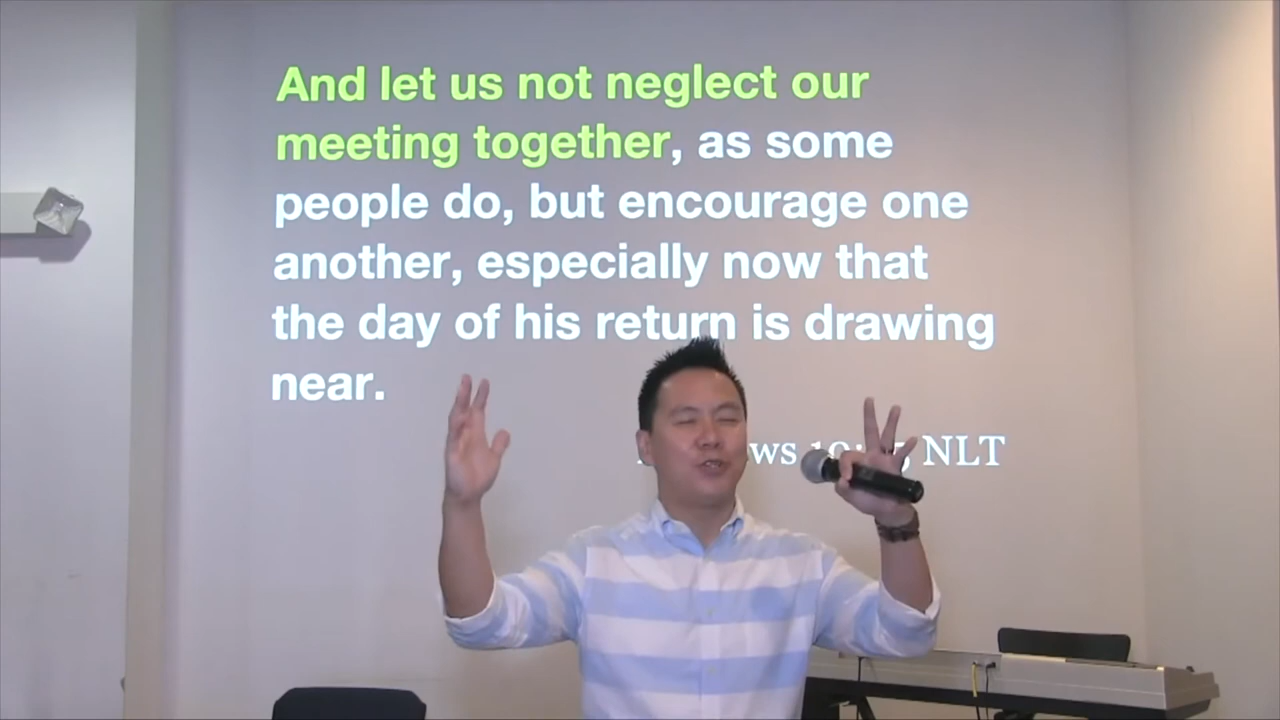 And let us not neglect our
meeting together, as some
people do, but encourage one
another, especially now that
the day of his return is drawing
near.
NLT